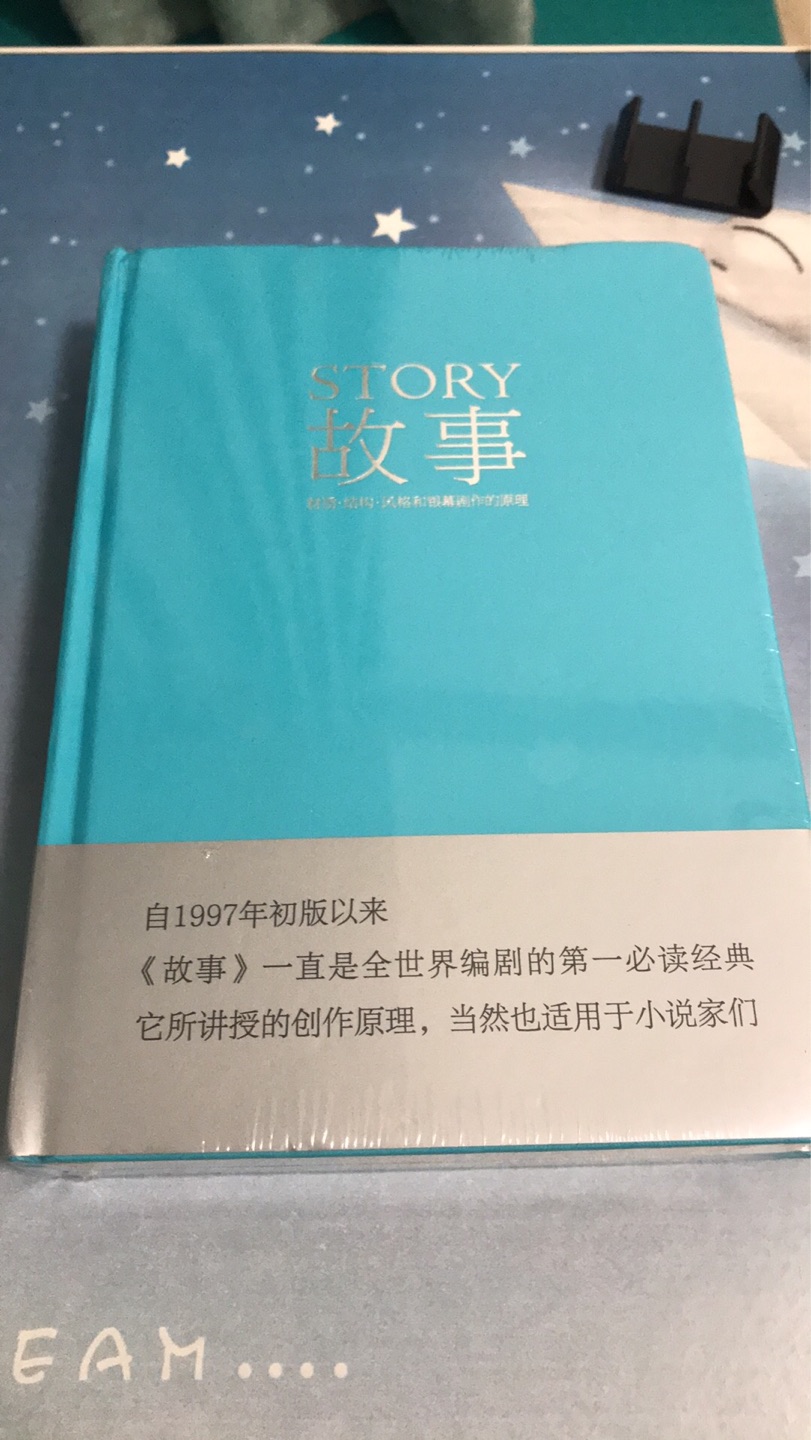 STORY
故事
材质·结构·风格和银幕剧作的原理
自1997年初版以来
《故事》一直是全世界编剧的第一必读经典
它所讲授的创作原理，当然也适用于小说家们
EAM....